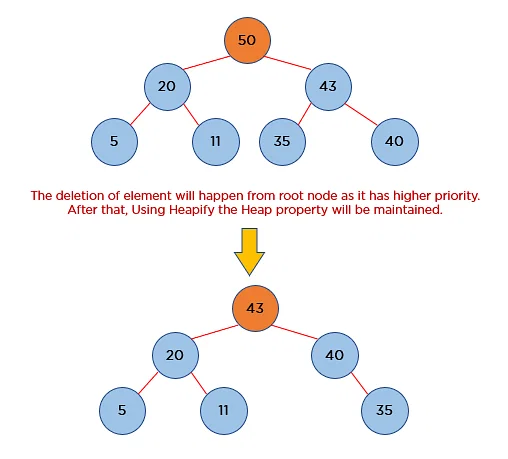 50
20 43
5 11 35 40
The deletion of element will happen from root node as it has higher priority.
After that, Using Heapify the Heap property will be maintained.
43
20 40
5 11 35